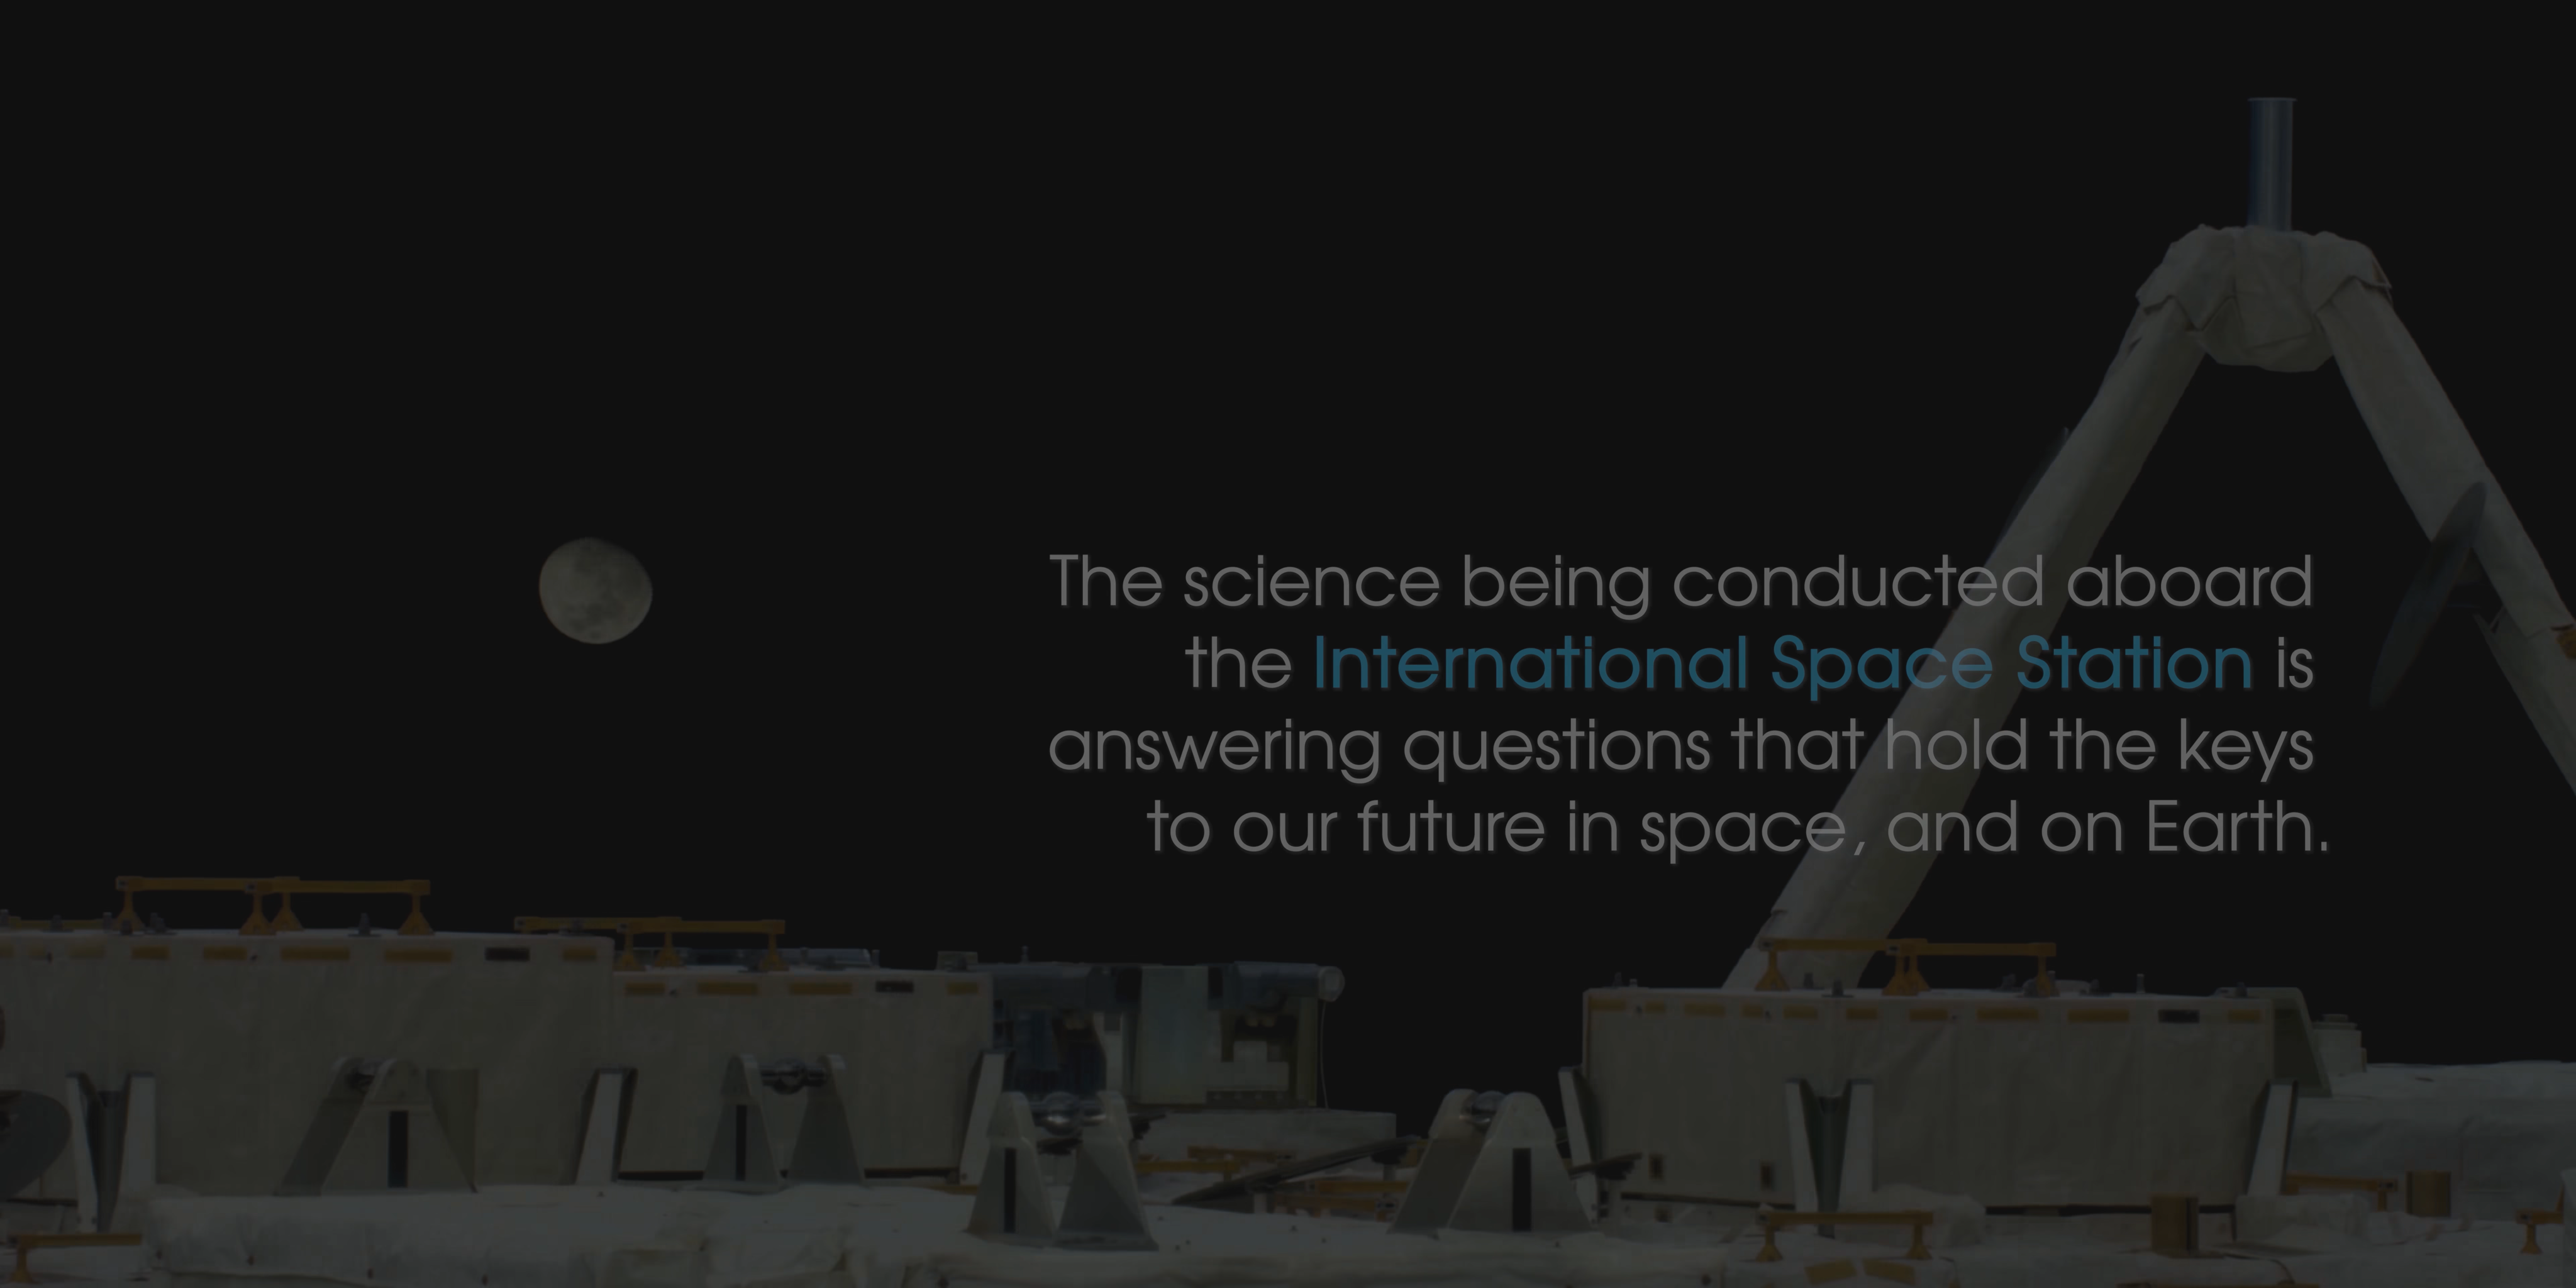 The science being conducted aboard
the International Space Station is
answering questions that hold the keys
to our future in space, and on Earth.